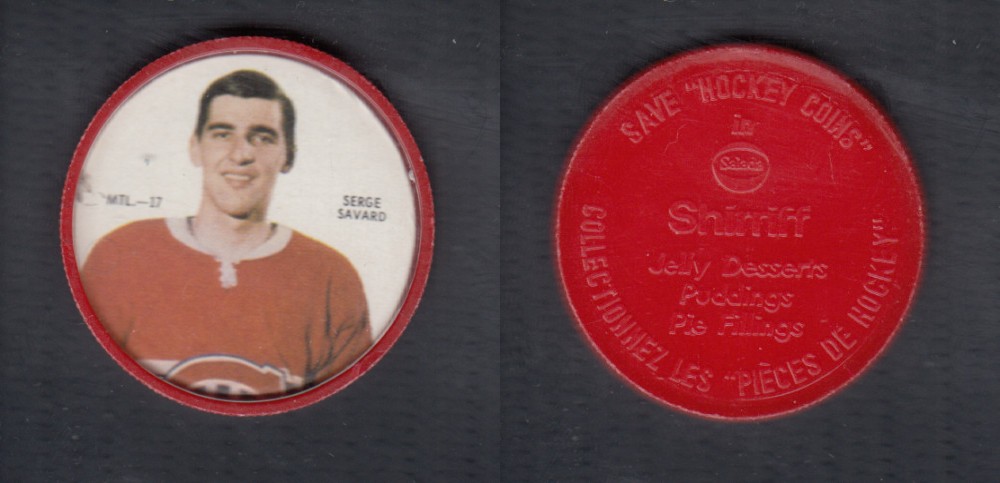 MTL.—17
SERGE
SAVARD
SAVE "HOCKEY COINS"
in
Salada
Shirriff
Jelly Desserts
Puddings
Pie Fillings
COLLECTIONNEZ LES "PIÈCES DE HOCKEY"